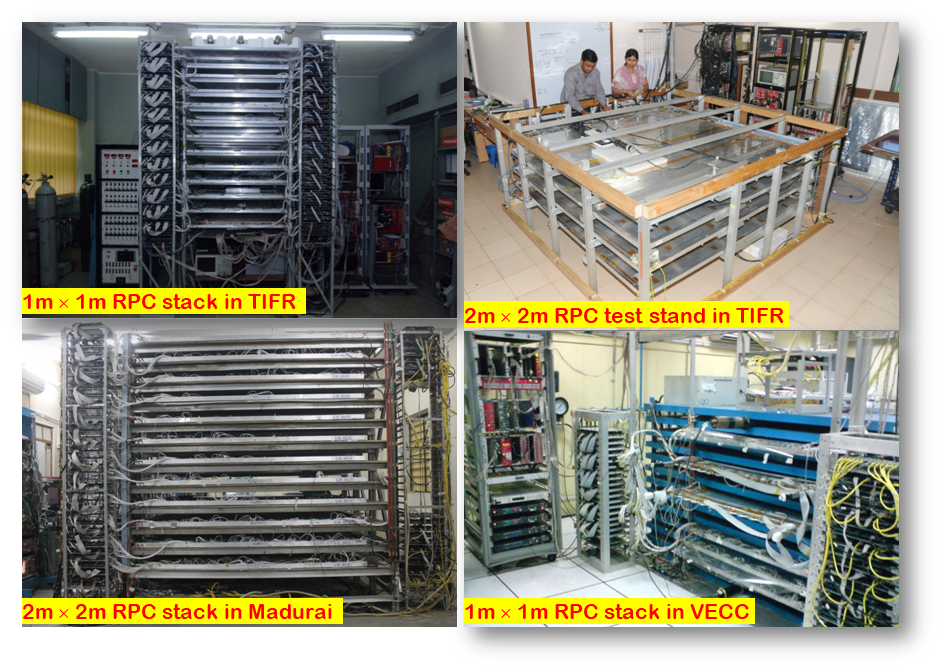 1m × 1m RPC stack in TIFR
2m × 2m RPC test stand in TIFR
2m × 2m RPC stack in Madurai
1m × 1m RPC stack in VECC